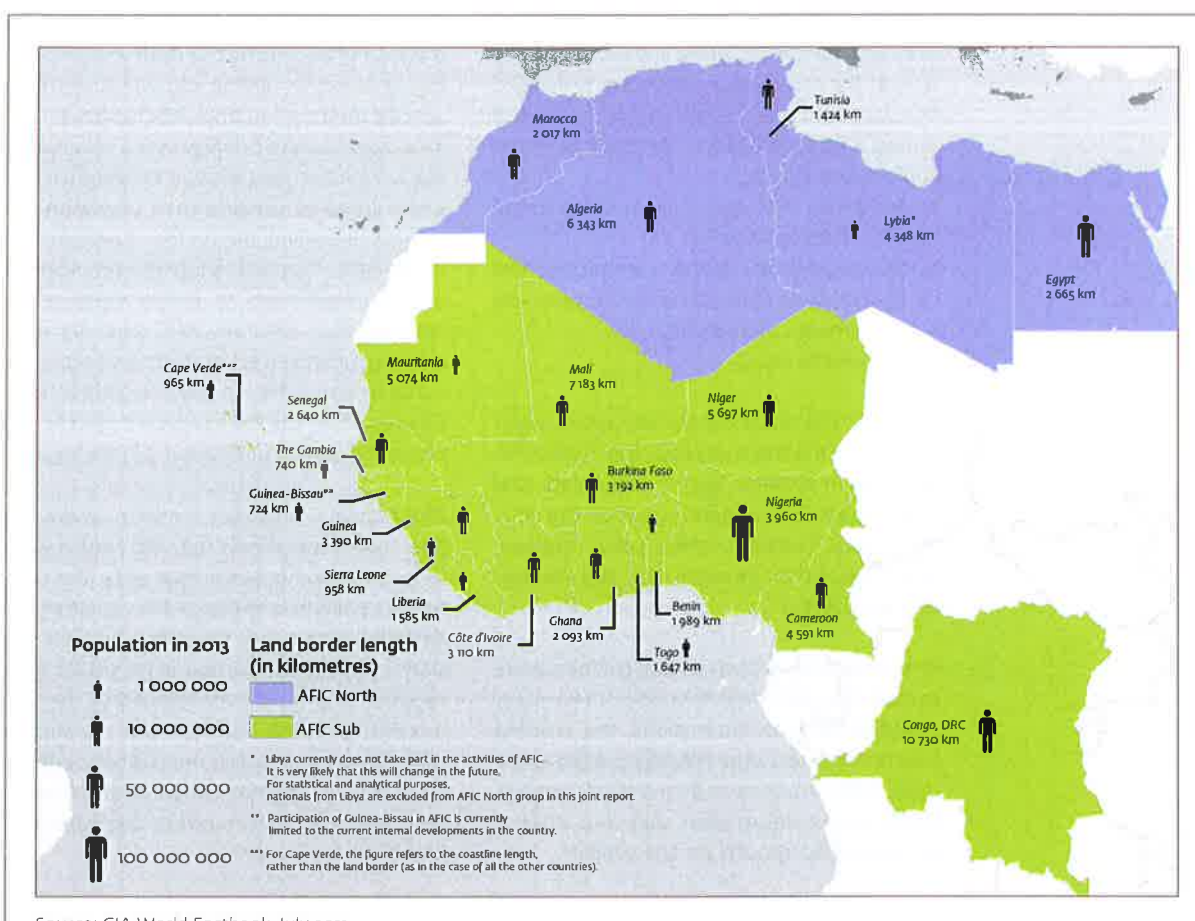 Marocco
2 017 km
Tunisia
1 424 km
Algeria
6 343 km
Lybia*
4 348 km
Egypt
2 665 km
Cape Verde***
965 km
Mauritania
5 074 km
Mali
7 183 km
Niger
5 697 km
Senegal
2 640 km
The Gambia
740 km
Guinea-Bissau**
724 km
Burkina Faso
3 192 km
Nigeria
3 960 km
Guinea
3 390 km
Sierra Leone
958 km
Liberia
1 585 km
Côte d'Ivoire
3 110 km
Ghana
2 093 km
Benin
1 989 km
Togo
1 647 km
Cameroon
4 591 km
Congo, DRC
10 730 km
Population in 2013
1 000 000
10 000 000
50 000 000
100 000 000
Land border length
(in kilometres)
AFIC North
AFIC Sub
* Libya currently does not take part in the activities of AFIC
It is very likely that this will change in the future.
For statistical and analytical purposes,
nationals from Libya are excluded from AFIC North group in this joint report.
** Participation of Guinea-Bissau in AFIC is currently
limited to the current internal developments in the country.
*** For Cape Verde, the figure refers to the coastline length,
rather than the land border (as in the case of all the other countries).